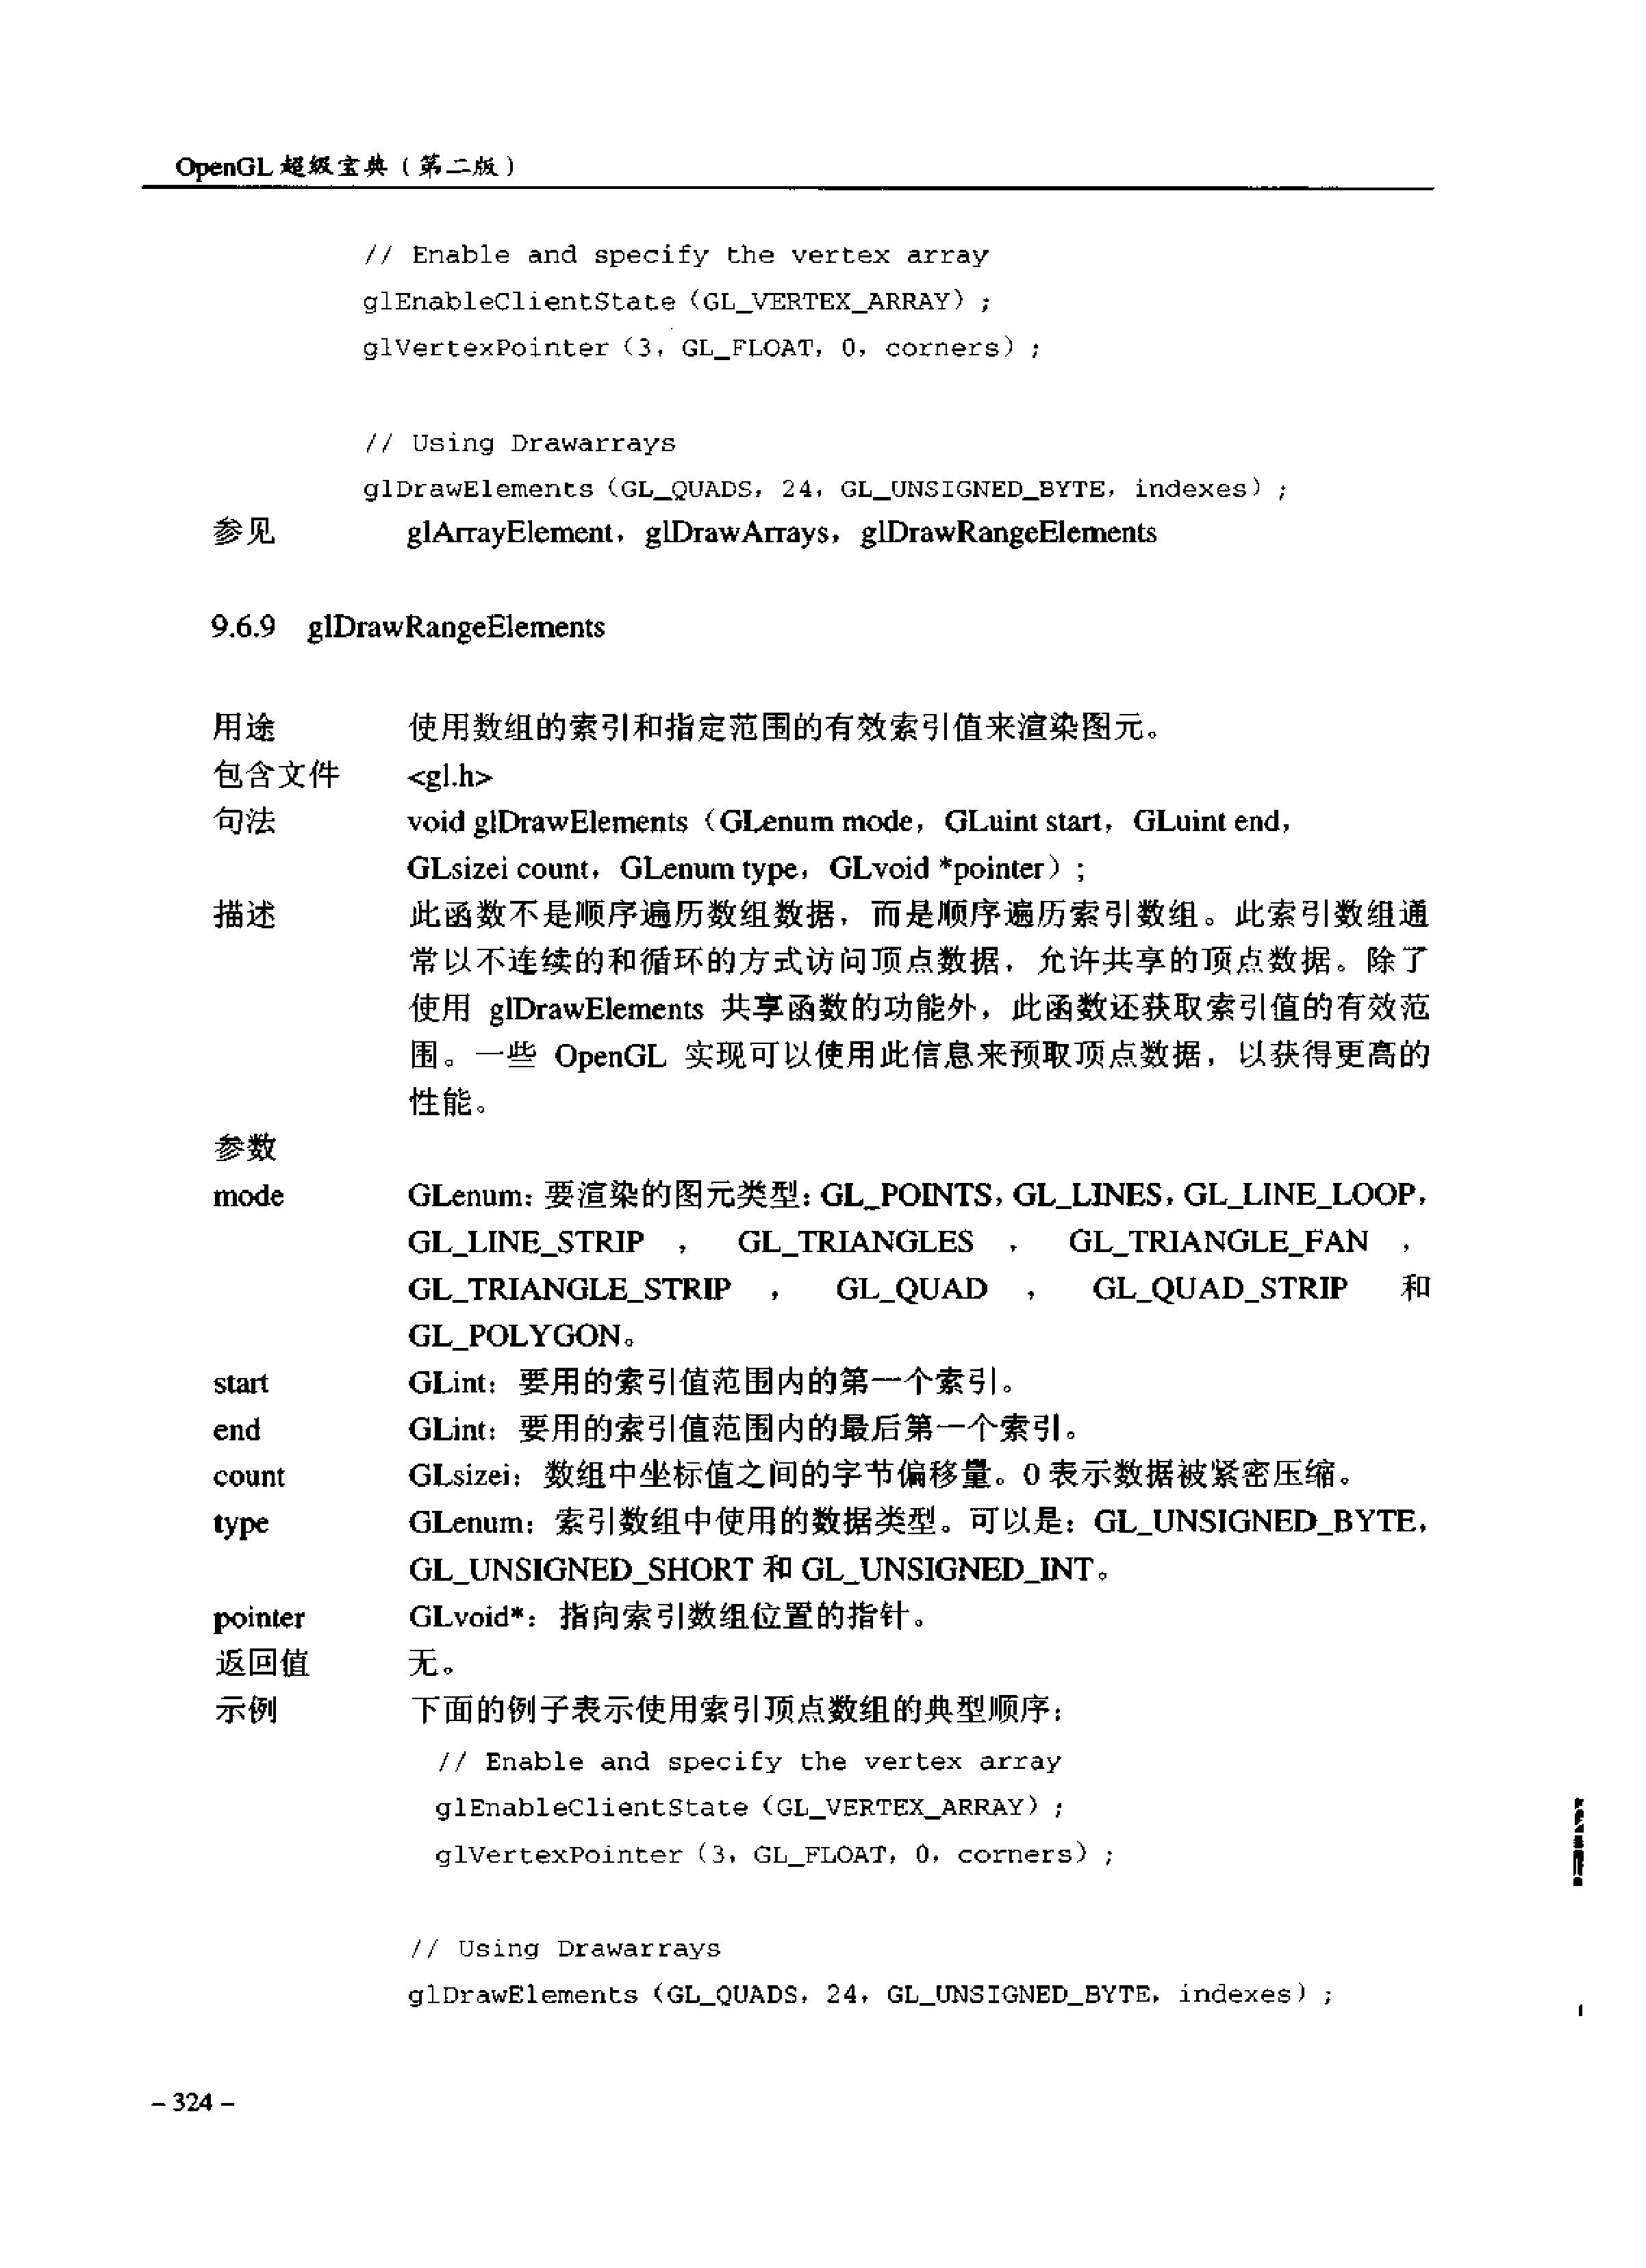 OpenGL 超级宝典（第二版）
// Enable and specify the vertex array
glEnableClientState（GL_VERTEX_ARRAY）;
glVertexPointer（3，GL_FLOAT，0，corners）;
// Using Drawarrays
glDrawElements（GL_QUADS，24，GL_UNSIGNED_BYTE，indexes）;
参见 glArrayElement，glDrawArrays，glDrawRangeElements
9.6.9 glDrawRangeElements
用途 使用数组的索引和指定范围的有效索引值来渲染图元。
包含文件 <gl.h>
句法 void glDrawElements（GLenum mode，GLuint start，GLuint end，
GLsizei count，GLenum type，GLvoid *pointer）;
描述 此函数不是顺序遍历数组数据，而是顺序遍历索引数组。此索引数组通
常以不连续的和循环的方式访问顶点数据，允许共享的顶点数据。除了
使用 glDrawElements 共享函数的功能外，此函数还获取索引值的有效范
围。一些 OpenGL 实现可以使用此信息来预取顶点数据，以获得更高的
性能。
参数
mode GLenum：要渲染的图元类型：GL_POINTS，GL_LINES，GL_LINE_LOOP，
GL_LINE_STRIP ， GL_TRIANGLES ， GL_TRIANGLE_FAN ，
GL_TRIANGLE_STRIP ， GL_QUAD ， GL_QUAD_STRIP 和
GL_POLYGON。
start GLint：要用的索引值范围内的第一个索引。
end GLint：要用的索引值范围内的最后第一个索引。
count GLsizei：数组中坐标值之间的字节偏移量。0 表示数据被紧密压缩。
type GLenum：索引数组中使用的数据类型。可以是：GL_UNSIGNED_BYTE，
GL_UNSIGNED_SHORT 和 GL_UNSIGNED_INT。
pointer GLvoid*：指向索引数组位置的指针。
返回值 无。
示例 下面的例子表示使用索引顶点数组的典型顺序：
// Enable and specify the vertex array
glEnableClientState（GL_VERTEX_ARRAY）;
glVertexPointer（3，GL_FLOAT，0，corners）;
// Using Drawarrays
glDrawElements（GL_QUADS，24，GL_UNSIGNED_BYTE，indexes）;
– 324 –